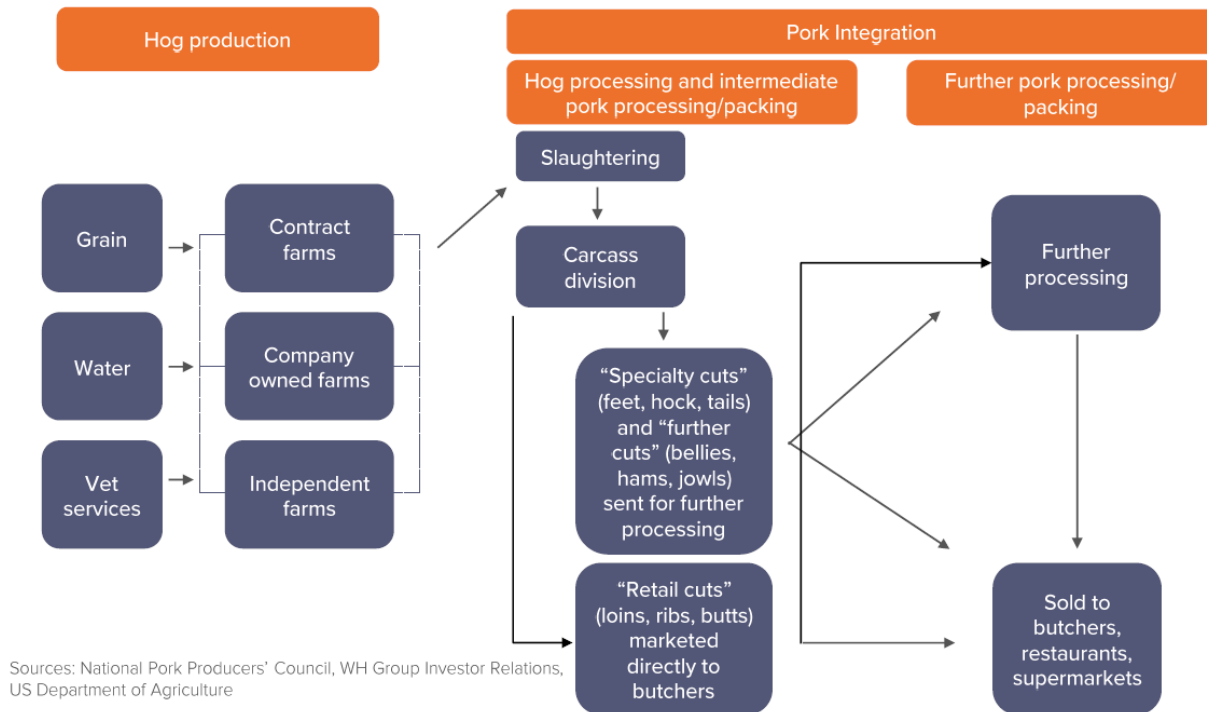 Hog production
Pork Integration
Hog processing and intermediate
pork processing/packing
Further pork processing/
packing
Slaughtering
Grain
Contract
farms
Carcass
division
Further
processing
Water
Company
owned farms
“Specialty cuts”
(feet, hock, tails)
and “further
cuts” (bellies,
hams, jowls)
sent for further
processing
Vet
services
Independent
farms
“Retail cuts”
(loins, ribs, butts)
marketed
directly to
butchers
Sold to
butchers,
restaurants,
supermarkets
Sources: National Pork Producers’ Council, WH Group Investor Relations,
US Department of Agriculture